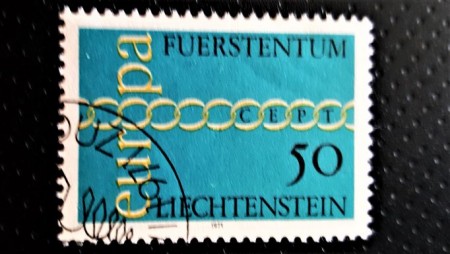 europa
FUERSTENTUM
CEPT
50
LIECHTENSTEIN
1971